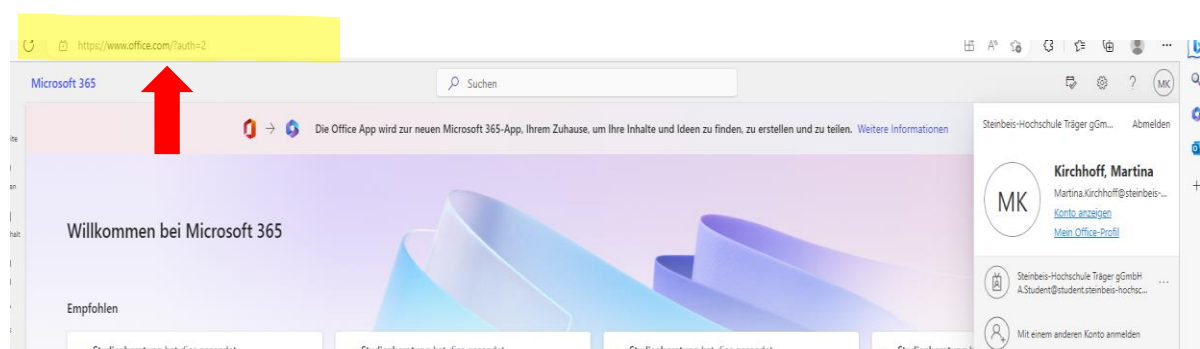 https://www.office.com/?auth=2
Microsoft 365
Suchen
?
MK
Die Office App wird zur neuen Microsoft 365-App, Ihrem Zuhause, um Ihre Inhalte und Ideen zu finden, zu erstellen und zu teilen. Weitere Informationen
Steinbeis-Hochschule Träger gGm... Abmelden
MK
Kirchhoff, Martina
Martina.Kirchhoff@steinbeis-...
Konto anzeigen
Mein Office-Profil
Willkommen bei Microsoft 365
Steinbeis-Hochschule Träger gGmbH
A.Student@student.steinbeis-hochsc...
Mit einem anderen Konto anmelden
Empfohlen